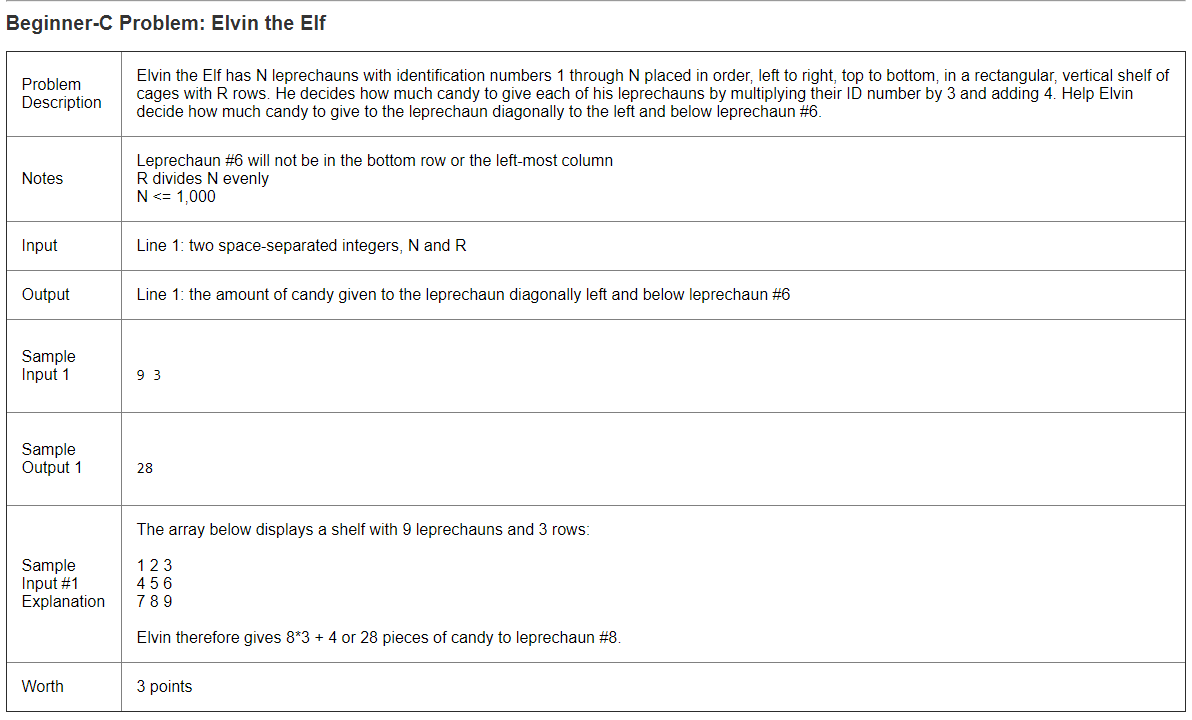 Beginner-C Problem: Elvin the Elf
Problem
Description
Elvin the Elf has N leprechauns with identification numbers 1 through N placed in order, left to right, top to bottom, in a rectangular, vertical shelf of
cages with R rows. He decides how much candy to give each of his leprechauns by multiplying their ID number by 3 and adding 4. Help Elvin
decide how much candy to give to the leprechaun diagonally to the left and below leprechaun #6.
Notes
Leprechaun #6 will not be in the bottom row or the left-most column
R divides N evenly
N <= 1,000
Input
Line 1: two space-separated integers, N and R
Output
Line 1: the amount of candy given to the leprechaun diagonally left and below leprechaun #6
Sample
Input 1
9 3
Sample
Output 1
28
Sample
Input #1
Explanation
The array below displays a shelf with 9 leprechauns and 3 rows:
1 2 3
4 5 6
7 8 9
Elvin therefore gives 8*3 + 4 or 28 pieces of candy to leprechaun #8.
Worth
3 points